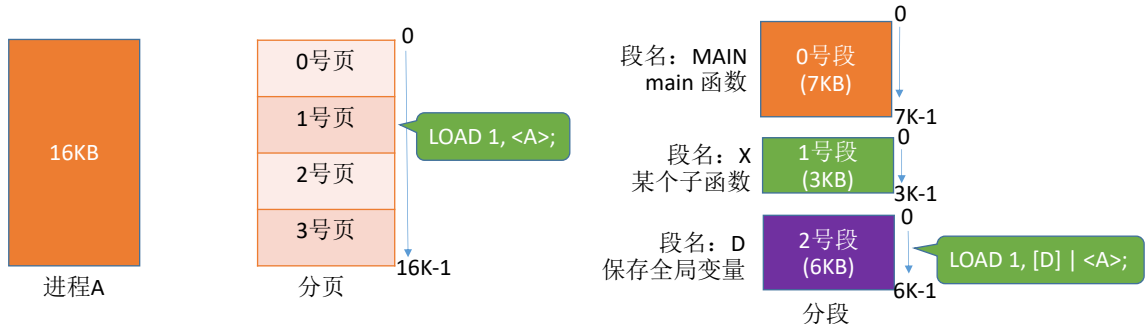 16KB
进程A
0号页
1号页
2号页
3号页
0
16K-1
LOAD 1, <A>;
分页
段名：MAIN
main 函数
0号段
(7KB)
0
7K-1
段名：X
某个子函数
1号段
(3KB)
0
3K-1
段名：D
保存全局变量
2号段
(6KB)
0
6K-1
LOAD 1, [D] | <A>;
分段